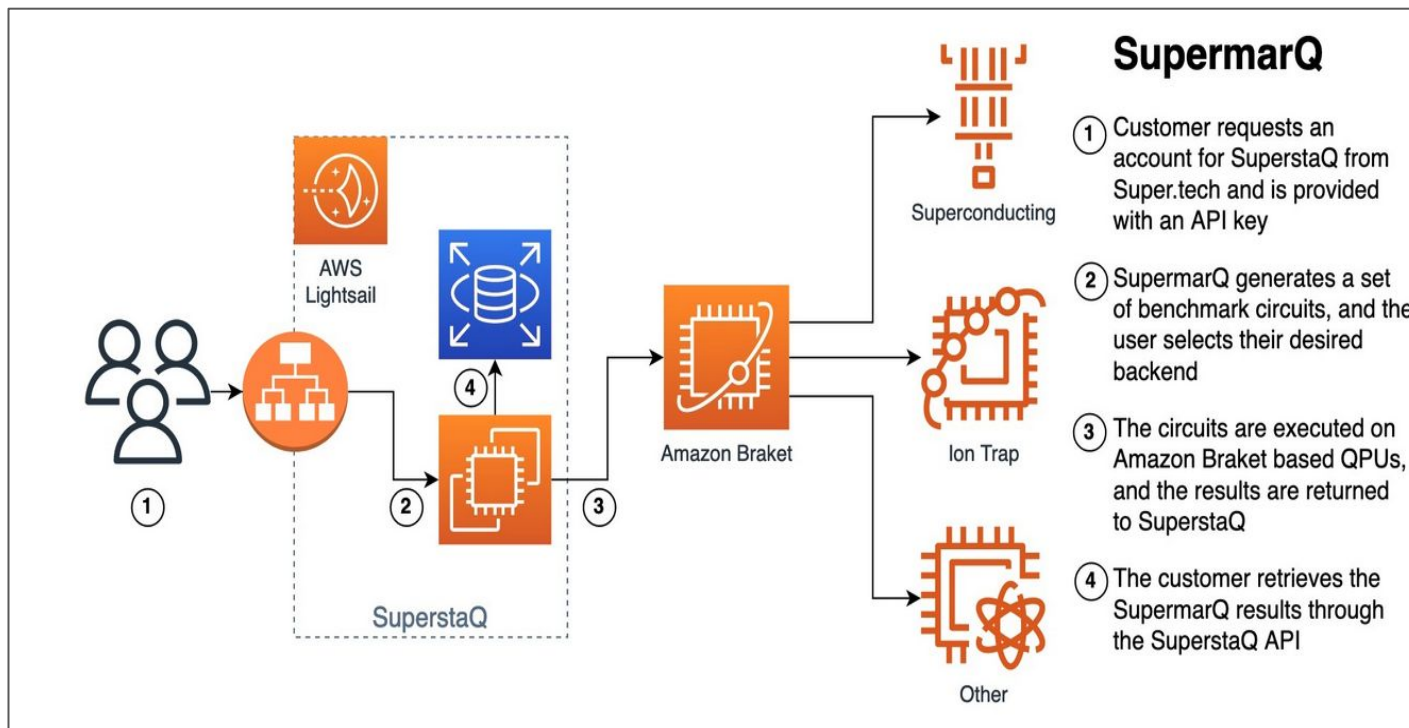 SupermarQ
AWS
Lightsail
SuperstaQ
1
2
3
4
Amazon Braket
Superconducting
Ion Trap
Other
1 Customer requests an
account for SuperstaQ from
Super.tech and is provided
with an API key
2 SupermarQ generates a set
of benchmark circuits, and the
user selects their desired
backend
3 The circuits are executed on
Amazon Braket based QPUs,
and the results are returned
to SuperstaQ
4 The customer retrieves the
SupermarQ results through
the SuperstaQ API